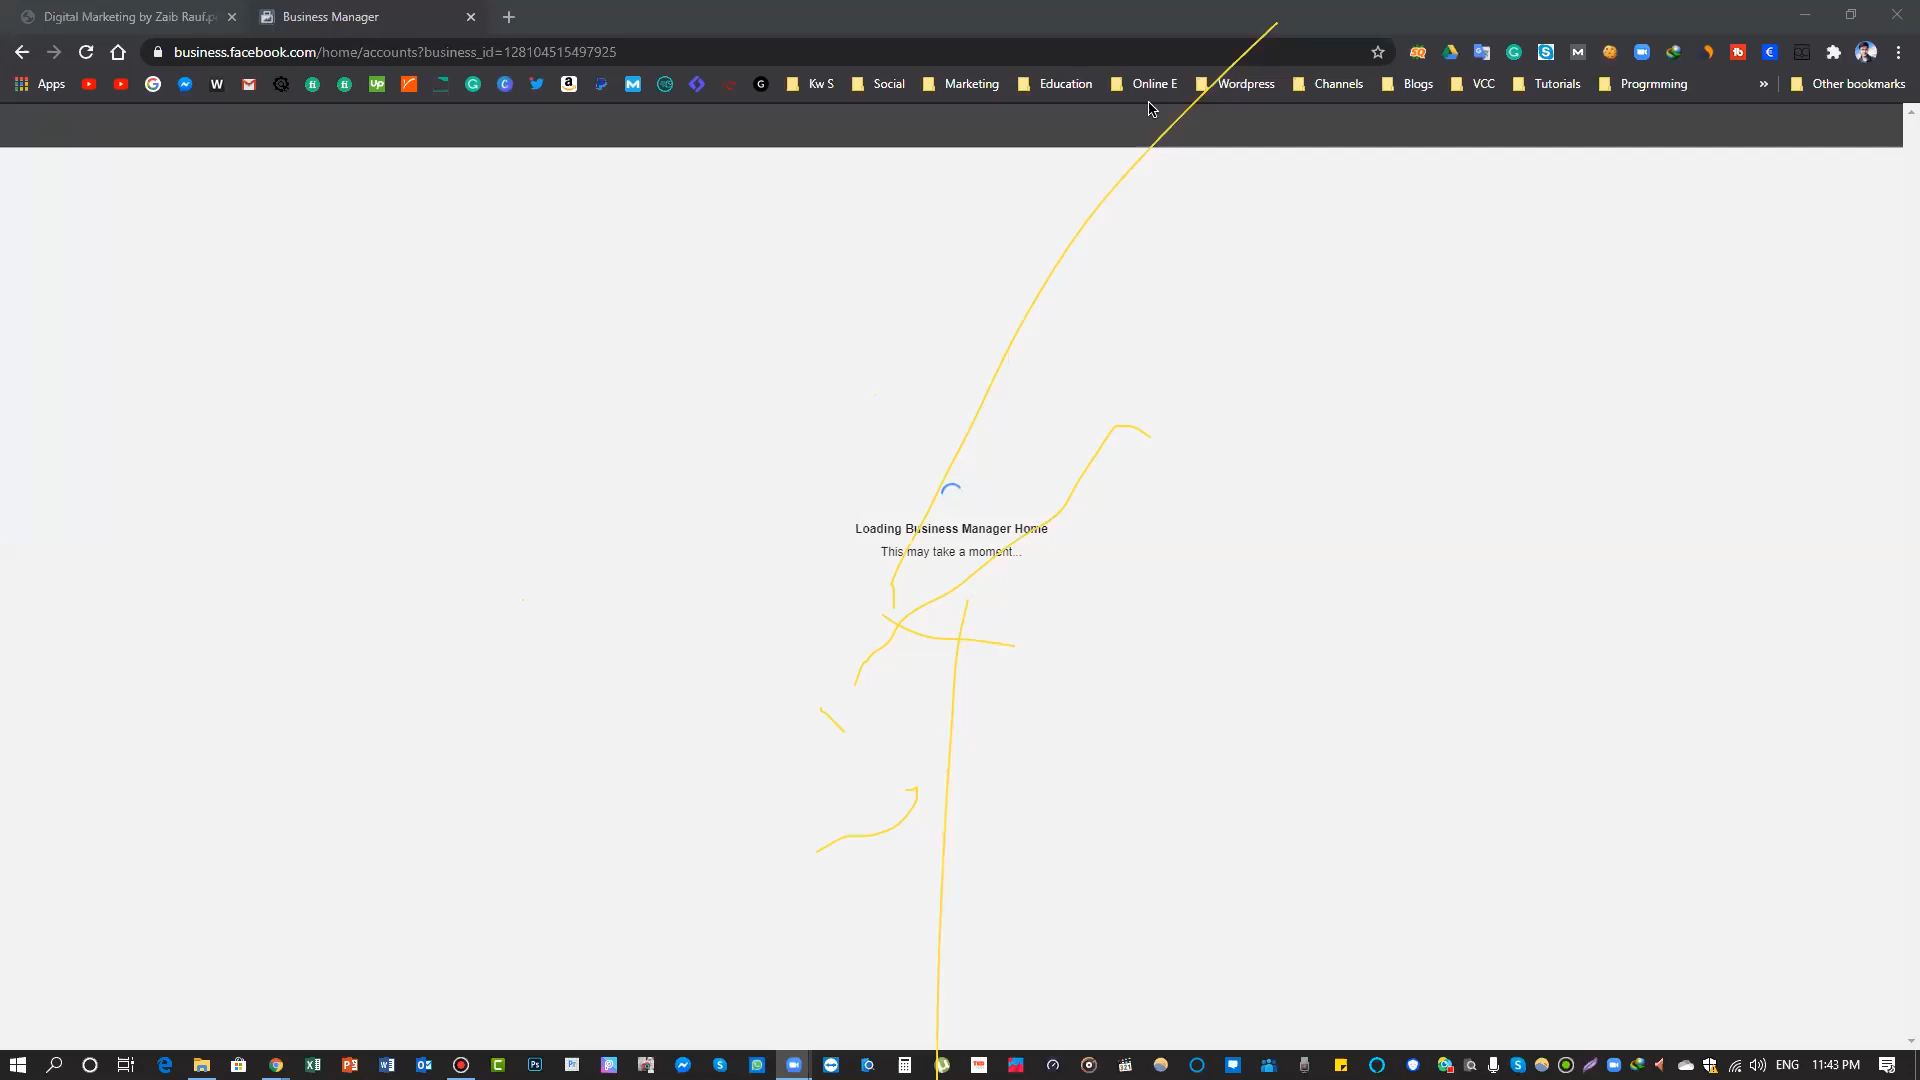 Digital Marketing by Zaib Rauf.p
Business Manager
business.facebook.com/home/accounts?business_id=128104515497925
Apps
Kw S
Social
Marketing
Education
Online E
Wordpress
Channels
Blogs
VCC
Tutorials
Progrmming
Other bookmarks
Loading Business Manager Home
This may take a moment...
ENG
11:43 PM